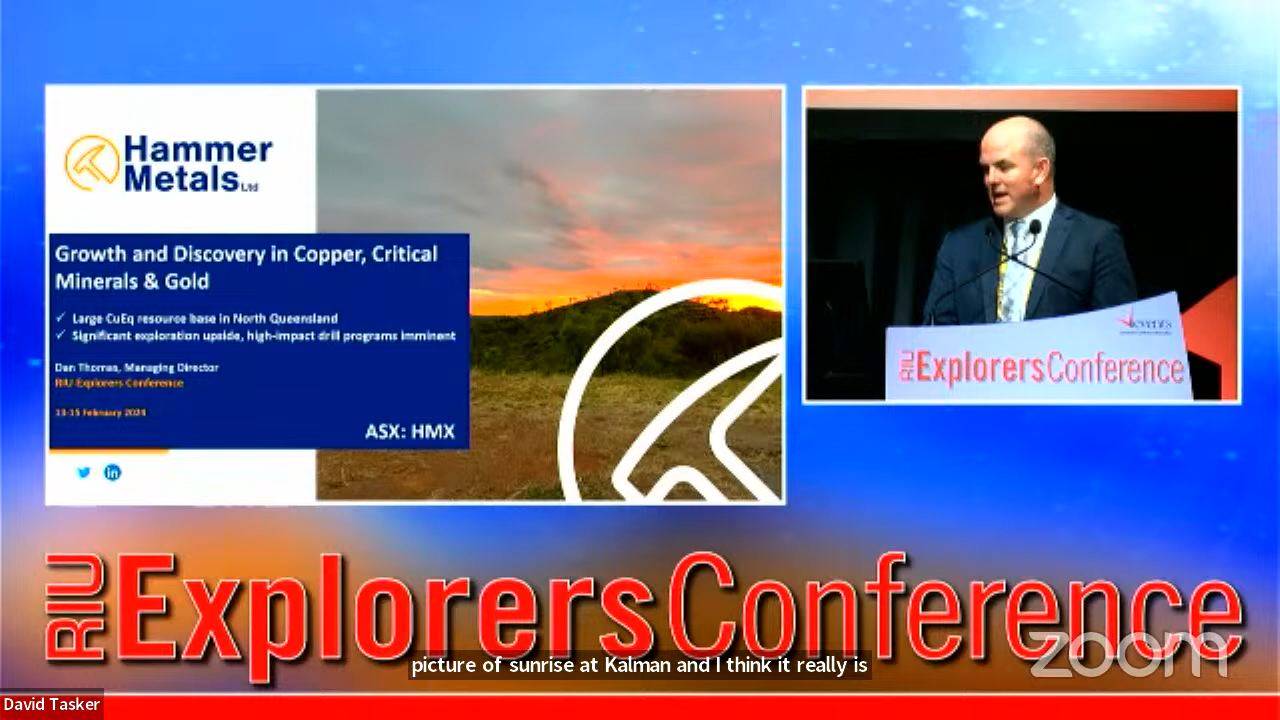 Hammer
Metals Ltd
Growth and Discovery in Copper, Critical
Minerals & Gold
✓ Large CuEq resource base in North Queensland
✓ Significant exploration upside, high-impact drill programs imminent
Dan Thomas, Managing Director
RIU Explorers Conference
13-15 February 2024
ASX: HMX
in
events
RIU ExplorersConference
RIU ExplorersConference
zoom
picture of sunrise at Kalman and I think it really is
David Tasker